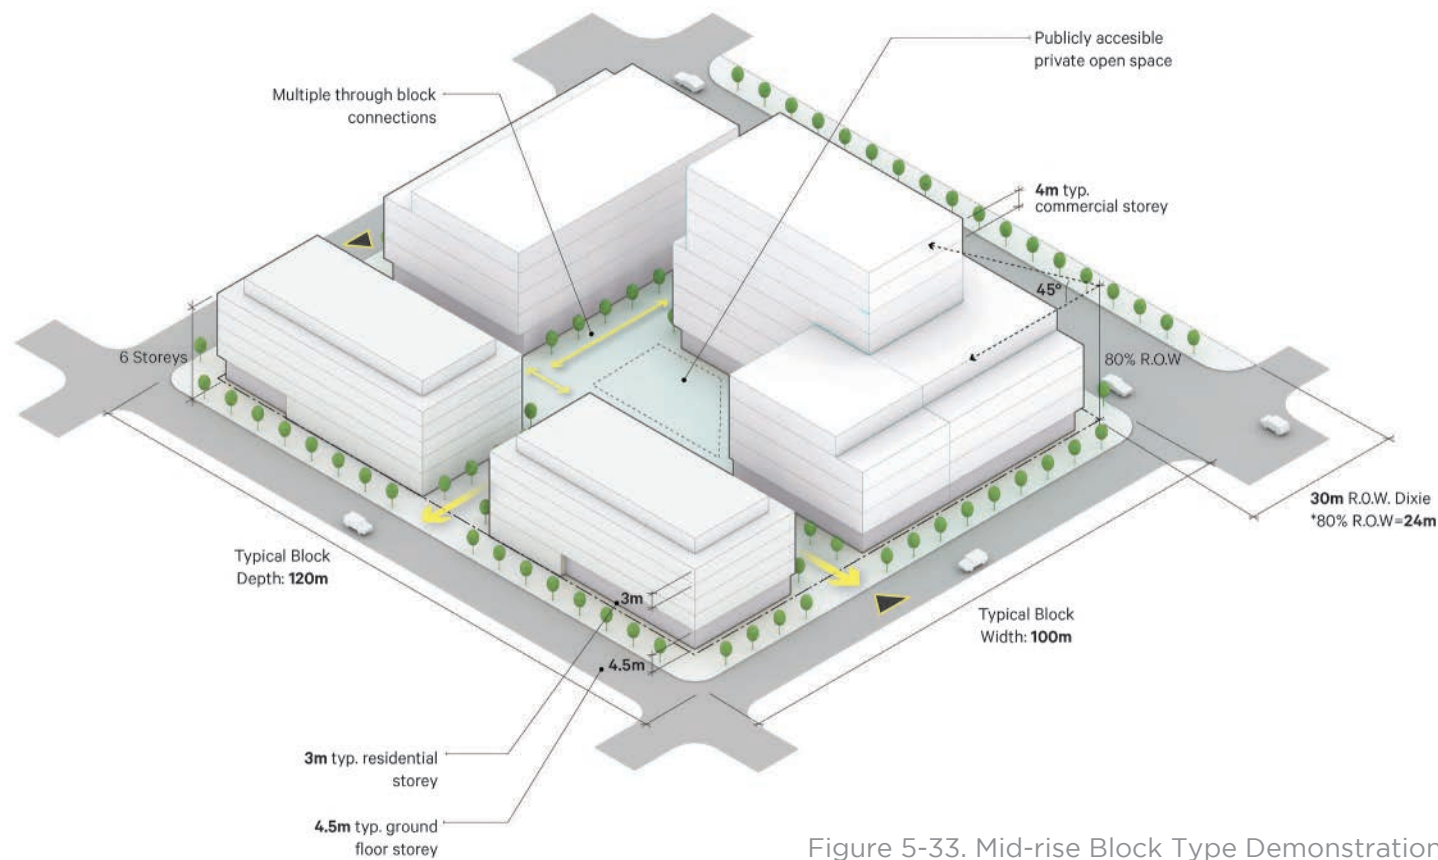 Publicly accesible
private open space
Multiple through block
connections
4m typ.
commercial storey
45°
6 Storeys
80% R.O.W
30m R.O.W. Dixie
*80% R.O.W=24m
Typical Block
Depth: 120m
3m
Typical Block
Width: 100m
4.5m
3m typ. residential
storey
4.5m typ. ground
floor storey
Figure 5-33. Mid-rise Block Type Demonstration